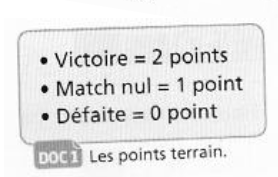 • Victoire = 2 points
• Match nul = 1 point
• Défaite = 0 point
DOC 1 Les points terrain.